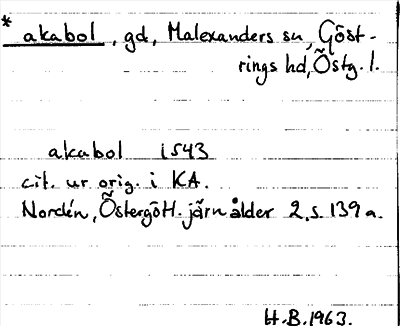 * akabol, gd, Malexanders sn, Göst-
rings hd, Östg. l.
akabol 1543
cit. ur orig. i KA.
Nordén, Östergötl. järnålder 2, s. 139 a.
H.B. 1963.